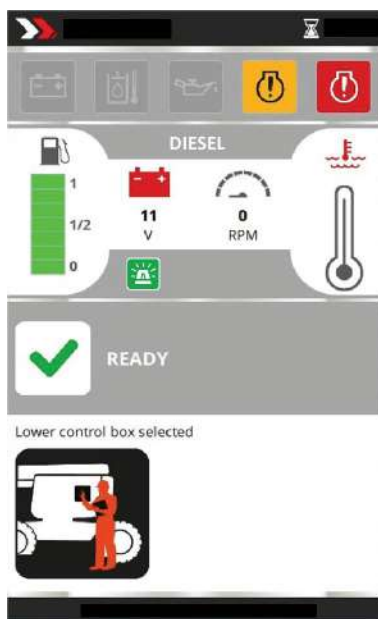 DIESEL
1
1/2
0
11
V
0
RPM
READY
Lower control box selected